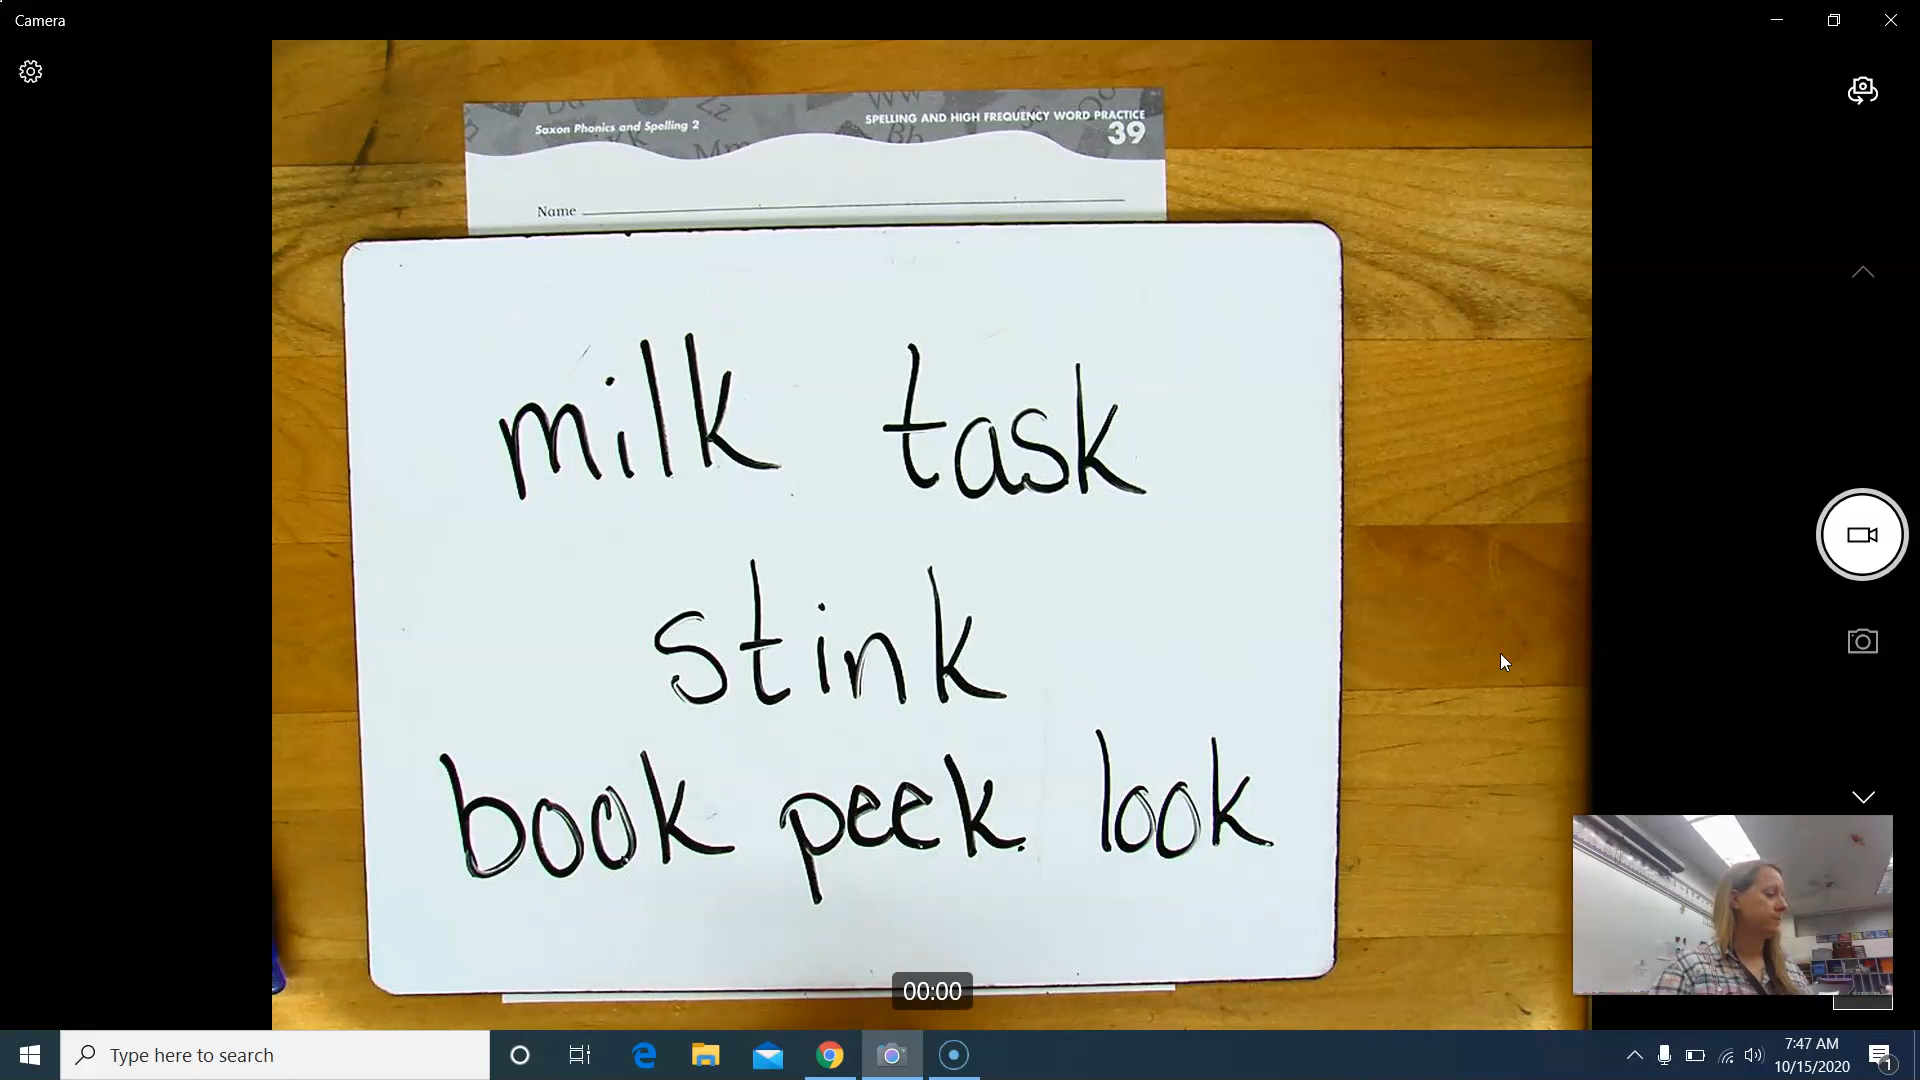 Camera
Saxon Phonics and Spelling 2
SPELLING AND HIGH FREQUENCY WORD PRACTICE
39
Name
milk task
stink
book peek look
00:00
Type here to search
7:47 AM
10/15/2020
1